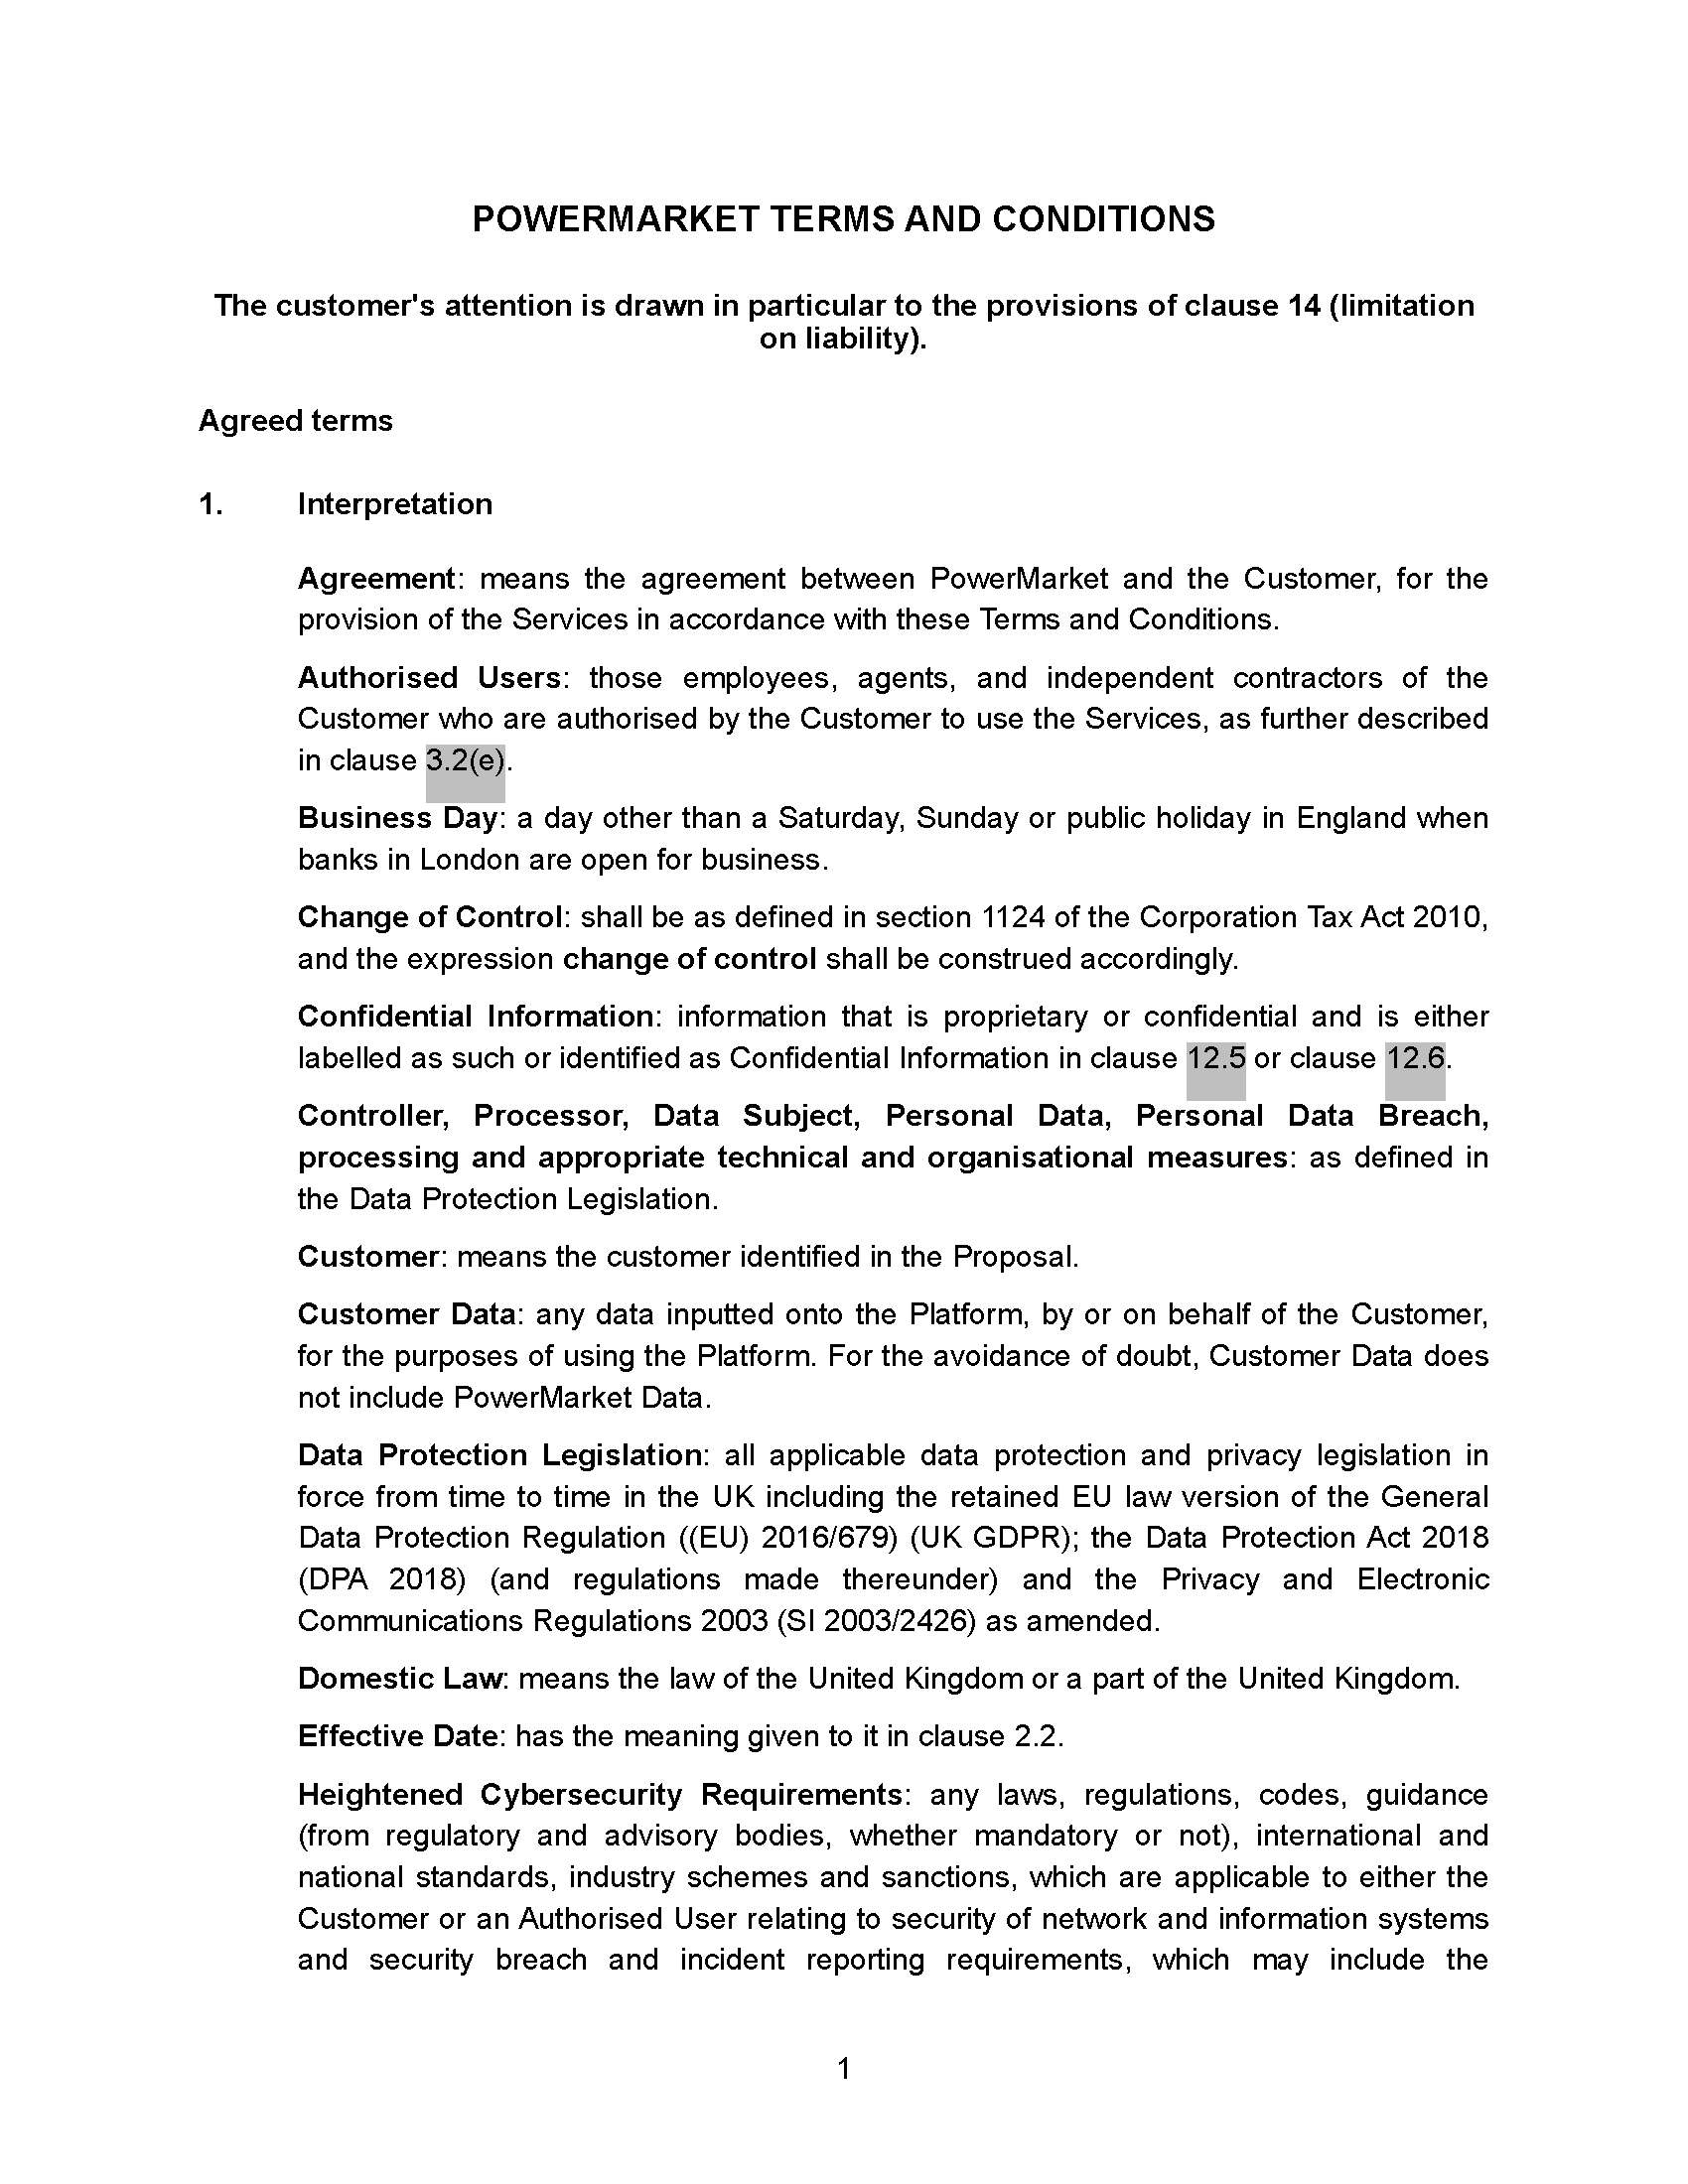 POWERMARKET TERMS AND CONDITIONS
The customer's attention is drawn in particular to the provisions of clause 14 (limitation
on liability).
Agreed terms
1. Interpretation
Agreement: means the agreement between PowerMarket and the Customer, for the
provision of the Services in accordance with these Terms and Conditions.
Authorised Users: those employees, agents, and independent contractors of the
Customer who are authorised by the Customer to use the Services, as further described
in clause 3.2(e).
Business Day: a day other than a Saturday, Sunday or public holiday in England when
banks in London are open for business.
Change of Control: shall be as defined in section 1124 of the Corporation Tax Act 2010,
and the expression change of control shall be construed accordingly.
Confidential Information: information that is proprietary or confidential and is either
labelled as such or identified as Confidential Information in clause 12.5 or clause 12.6.
Controller, Processor, Data Subject, Personal Data, Personal Data Breach,
processing and appropriate technical and organisational measures: as defined in
the Data Protection Legislation.
Customer: means the customer identified in the Proposal.
Customer Data: any data inputted onto the Platform, by or on behalf of the Customer,
for the purposes of using the Platform. For the avoidance of doubt, Customer Data does
not include PowerMarket Data.
Data Protection Legislation: all applicable data protection and privacy legislation in
force from time to time in the UK including the retained EU law version of the General
Data Protection Regulation ((EU) 2016/679) (UK GDPR); the Data Protection Act 2018
(DPA 2018) (and regulations made thereunder) and the Privacy and Electronic
Communications Regulations 2003 (SI 2003/2426) as amended.
Domestic Law: means the law of the United Kingdom or a part of the United Kingdom.
Effective Date: has the meaning given to it in clause 2.2.
Heightened Cybersecurity Requirements: any laws, regulations, codes, guidance
(from regulatory and advisory bodies, whether mandatory or not), international and
national standards, industry schemes and sanctions, which are applicable to either the
Customer or an Authorised User relating to security of network and information systems
and security breach and incident reporting requirements, which may include the
1